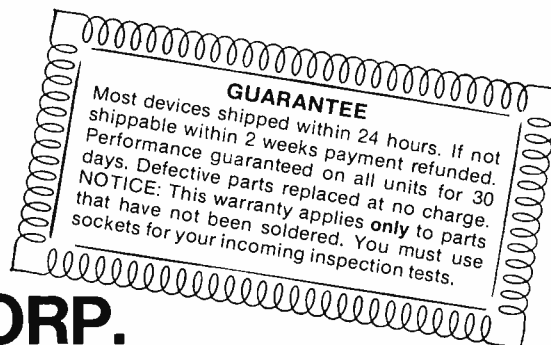 GUARANTEE
Most devices shipped within 24 hours. If not
shippable within 2 weeks payment refunded.
Performance guaranteed on all units for 30
days. Defective parts replaced at no charge.
NOTICE: This warranty applies only to parts
that have not been soldered. You must use
sockets for your incoming inspection tests.
ORP.